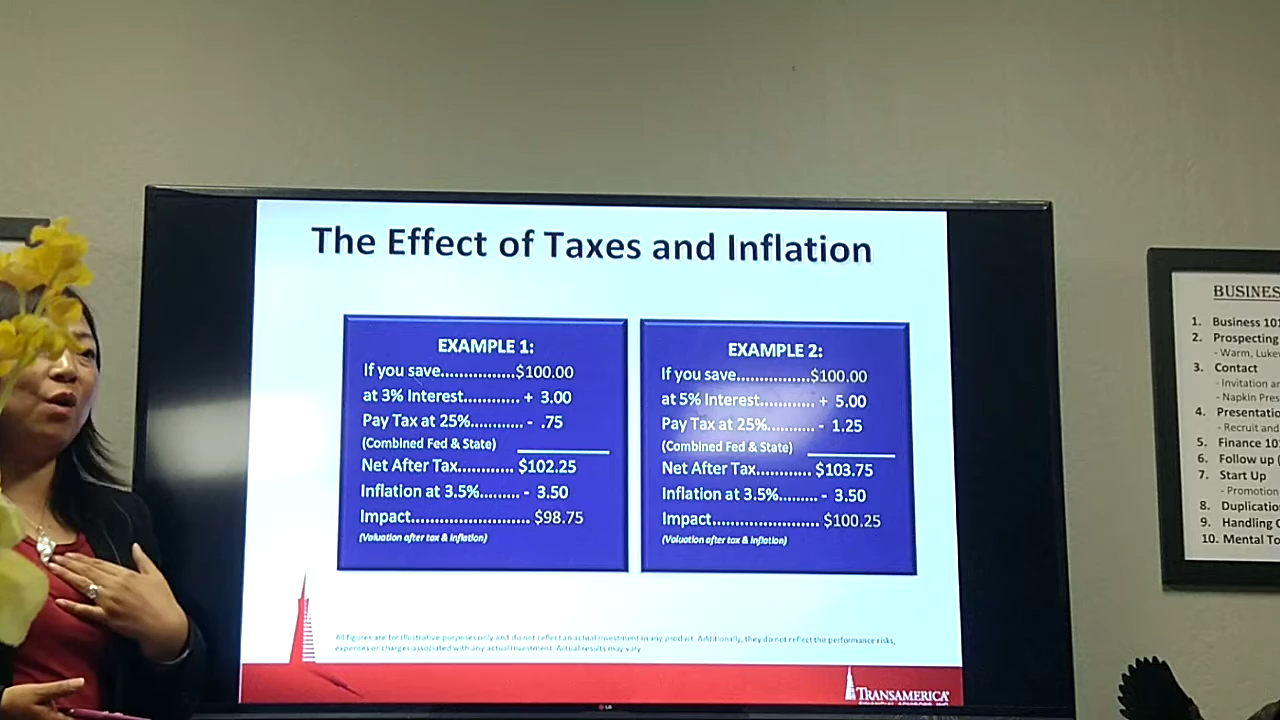 The Effect of Taxes and Inflation
EXAMPLE 1:
If you save................$100.00
at 3% Interest............ + 3.00
Pay Tax at 25%............ - .75
(Combined Fed & State)
Net After Tax............ $102.25
Inflation at 3.5%......... - 3.50
Impact........................... $98.75
(Valuation after tax & inflation)
EXAMPLE 2:
If you save................$100.00
at 5% Interest............ + 5.00
Pay Tax at 25%............ - 1.25
(Combined Fed & State)
Net After Tax............ $103.75
Inflation at 3.5%......... - 3.50
Impact......................... $100.25
(Valuation after tax & inflation)
All figures are for illustrative purposes only and do not reflect an actual investment in any product. Additionally, they do not reflect the performance risks,
expenses or charges associated with any actual investment. Actual results may vary.
TRANSAMERICA
FINANCIAL ADVISORS, INC.
LG
BUSINES
1. Business 101
2. Prospecting
- Warm, Luke
3. Contact
- Invitation a
- Napkin Pres
4. Presentatio
- Recruit and
5. Finance 10
6. Follow up (
7. Start Up
- Promotion
8. Duplicatio
9. Handling
10. Mental To